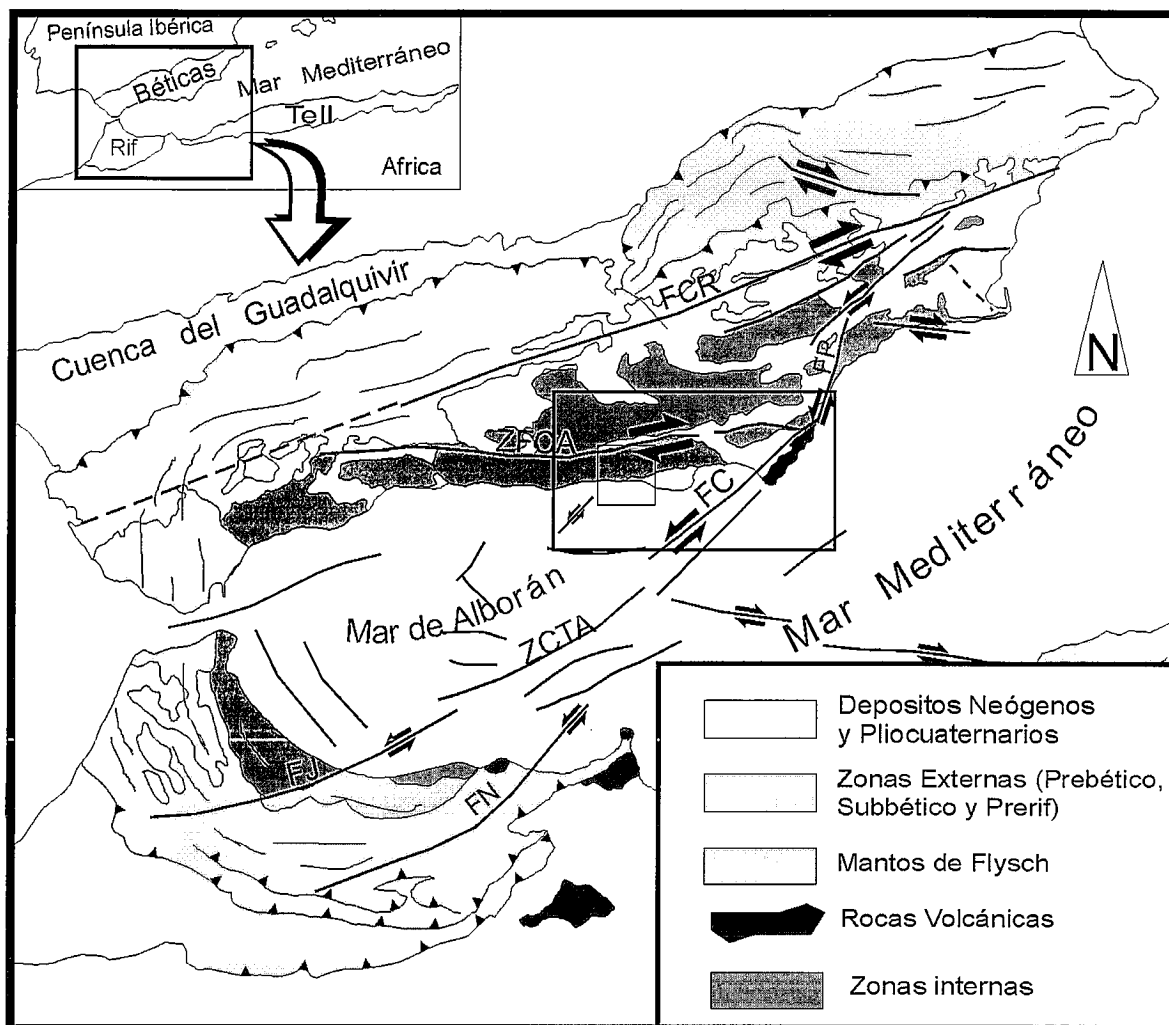 Península Ibérica
Béticas
Mar Mediterráneo
Tell
Rif
Africa
Cuenca del Guadalquivir
FCR
N
FP
ZFOA
FC
Mar Mediterráneo
Mar de Alborán
ZCTA
FJ
FN
Depositos Neógenos
y Pliocuaternarios
Zonas Externas (Prebético,
Subbético y Prerif)
Mantos de Flysch
Rocas Volcánicas
Zonas internas